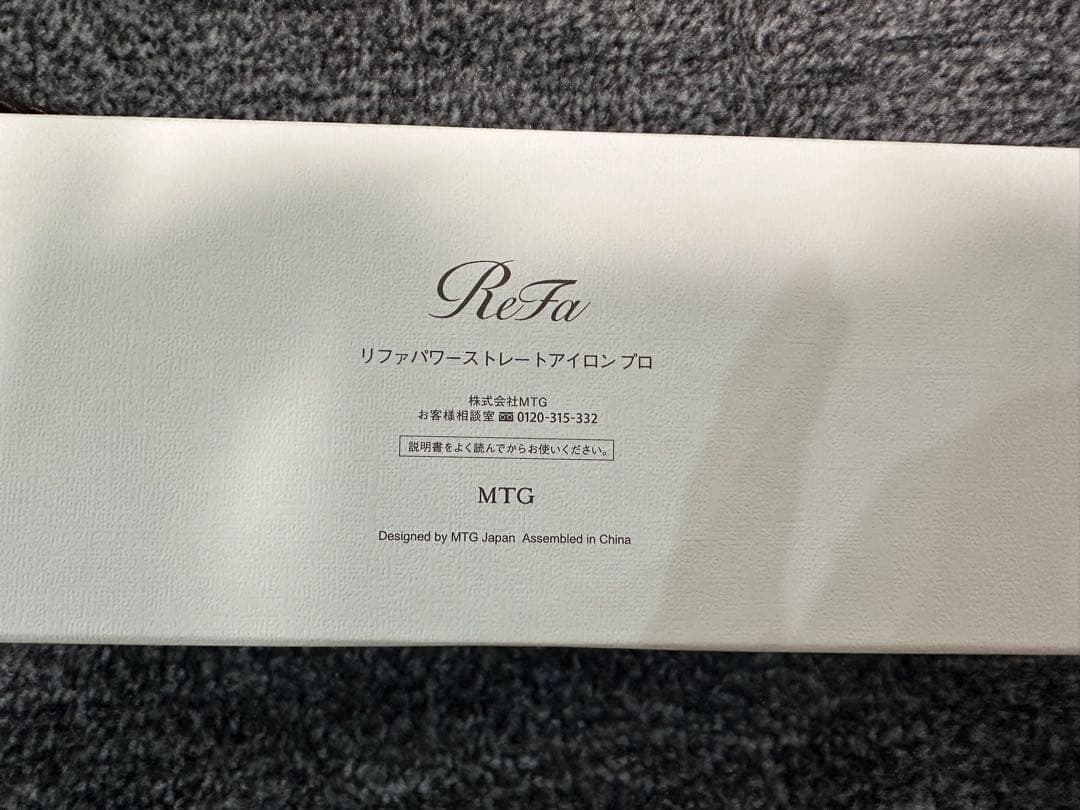 ReFa
リファパワーストレートアイロン プロ
株式会社MTG
お客様相談室 0120-315-332
説明書をよく読んでからお使いください。
MTG
Designed by MTG Japan Assembled in China